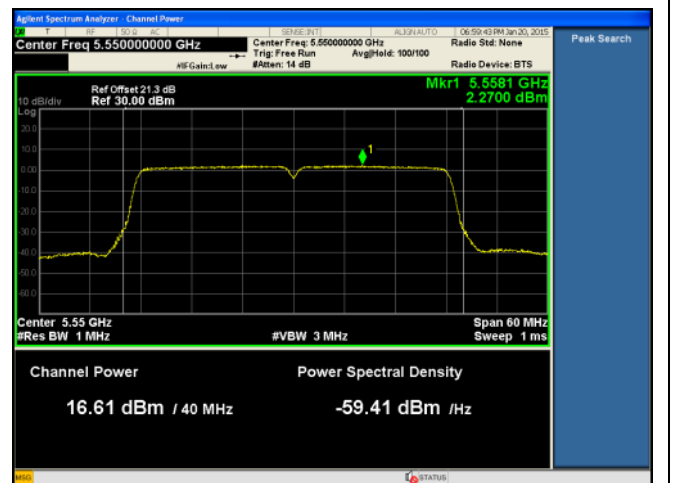 Agilent Spectrum Analyzer - Channel Power
T RF 50 Ω AC SENSE:INT ALIGN AUTO 06:59:43 PM Jan 20, 2015
Center Freq 5.550000000 GHz
Center Freq: 5.550000000 GHz
Radio Std: None
Trig: Free Run Avg|Hold: 100/100
#IFGain:Low
#Atten: 14 dB
Radio Device: BTS
Peak Search
Mkr1 5.5581 GHz
2.2700 dBm
Ref Offset 21.3 dB
10 dB/div Ref 30.00 dBm
Log
20.0
10.0
0.00
-10.0
-20.0
-30.0
-40.0
-50.0
-60.0
1
Center 5.55 GHz Span 60 MHz
#Res BW 1 MHz #VBW 3 MHz Sweep 1 ms
Channel Power Power Spectral Density
16.61 dBm / 40 MHz -59.41 dBm /Hz
MSG STATUS